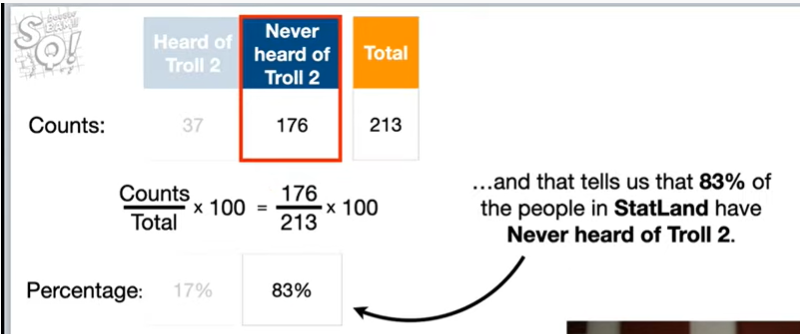 SQ!
Heard of Troll 2
Never heard of Troll 2
Total
Counts:
37
176
213
Counts
Total
× 100 =
176
213
x 100
...and that tells us that 83% of
the people in StatLand have
Never heard of Troll 2.
Percentage:
17%
83%